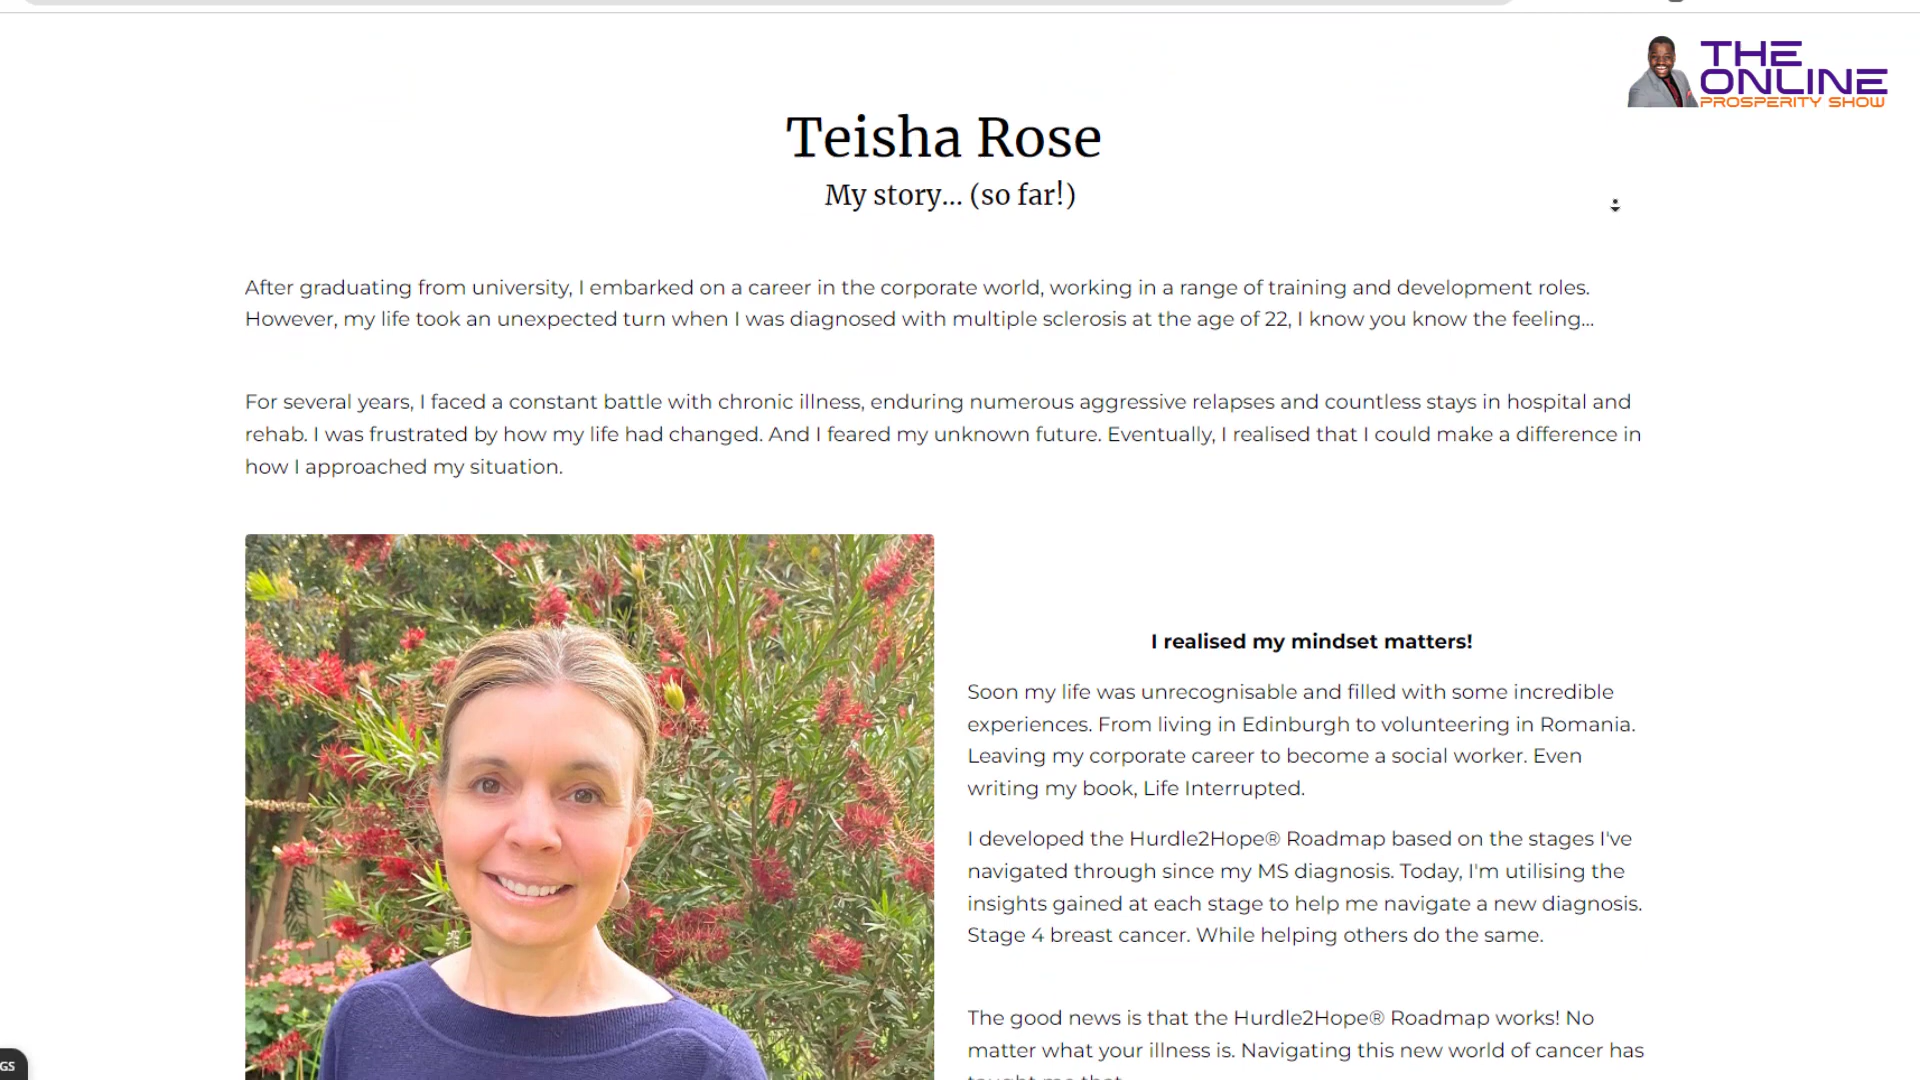 THE
ONLINE
PROSPERITY SHOW
Teisha Rose
My story... (so far!)
After graduating from university, I embarked on a career in the corporate world, working in a range of training and development roles.
However, my life took an unexpected turn when I was diagnosed with multiple sclerosis at the age of 22, I know you know the feeling...
For several years, I faced a constant battle with chronic illness, enduring numerous aggressive relapses and countless stays in hospital and
rehab. I was frustrated by how my life had changed. And I feared my unknown future. Eventually, I realised that I could make a difference in
how I approached my situation.
I realised my mindset matters!
Soon my life was unrecognisable and filled with some incredible
experiences. From living in Edinburgh to volunteering in Romania.
Leaving my corporate career to become a social worker. Even
writing my book, Life Interrupted.
I developed the Hurdle2Hope® Roadmap based on the stages I've
navigated through since my MS diagnosis. Today, I'm utilising the
insights gained at each stage to help me navigate a new diagnosis.
Stage 4 breast cancer. While helping others do the same.
The good news is that the Hurdle2Hope® Roadmap works! No
matter what your illness is. Navigating this new world of cancer has
GS